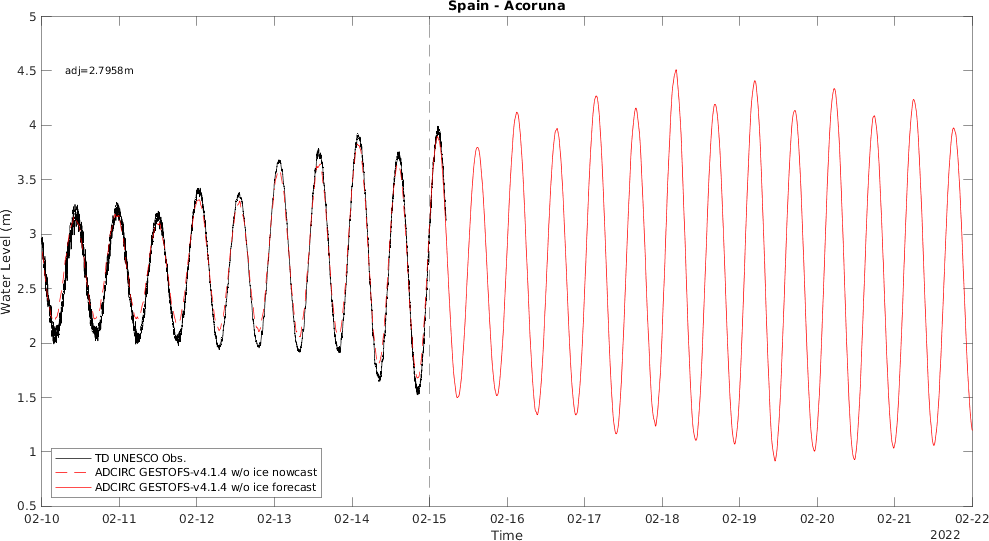 Spain - Acoruna
5
4.5
4
3.5
3
2.5
2
1.5
1
0.5
Water Level (m)
adj=2.7958m
TD UNESCO Obs.
ADCIRC GESTOFS-v4.1.4 w/o ice nowcast
ADCIRC GESTOFS-v4.1.4 w/o ice forecast
02-10 02-11 02-12 02-13 02-14 02-15 02-16 02-17 02-18 02-19 02-20 02-21 02-22
Time
2022